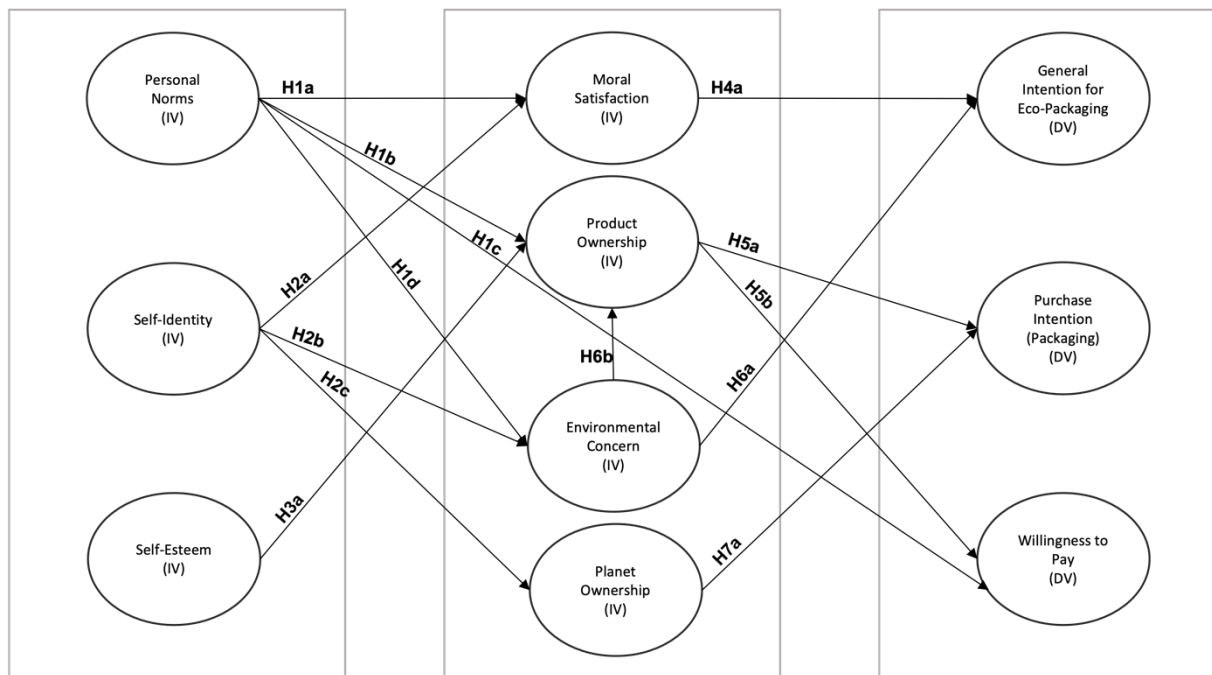 Personal
Norms
(IV)
Self-Identity
(IV)
Self-Esteem
(IV)
H1a
H1b
H1c
H1d
H2a
H2b
H2c
H3a
Moral
Satisfaction
(IV)
Product
Ownership
(IV)
H6b
Environmental
Concern
(IV)
Planet
Ownership
(IV)
H4a
H5a
H5b
H6a
H7a
General
Intention for
Eco-Packaging
(DV)
Purchase
Intention
(Packaging)
(DV)
Willingness to
Pay
(DV)